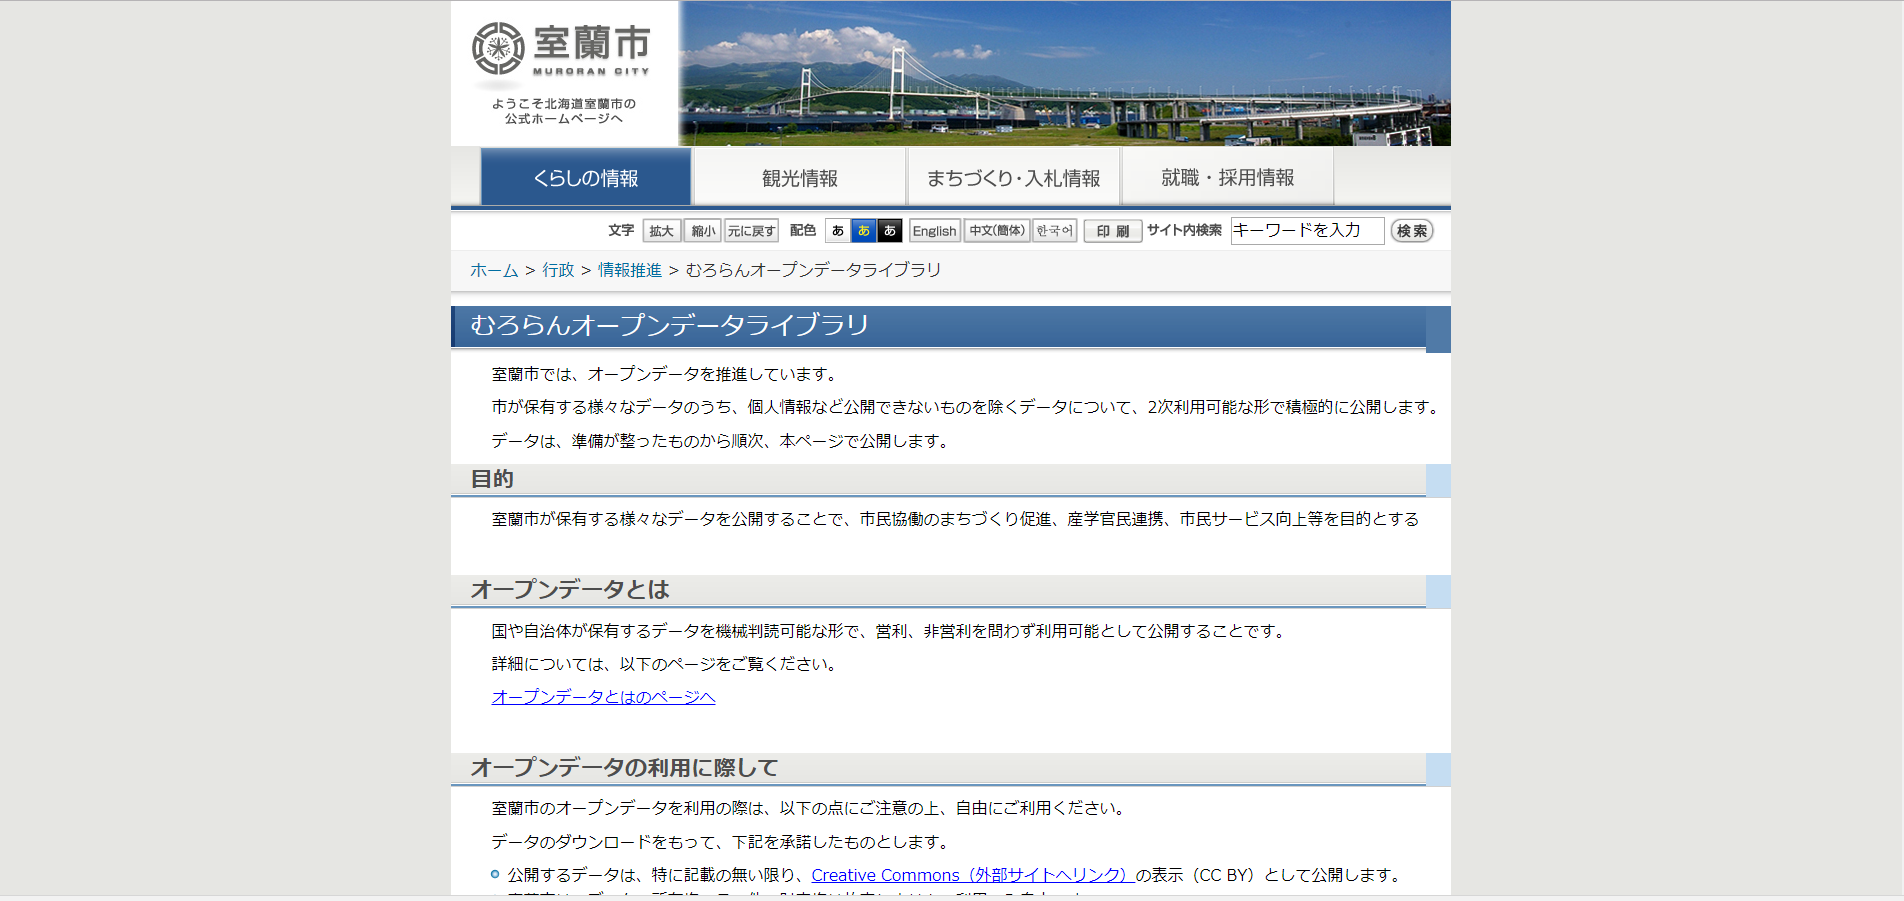 室蘭市
MURORAN CITY
ようこそ北海道室蘭市の
公式ホームページへ
くらしの情報 観光情報 まちづくり・入札情報 就職・採用情報
文字 拡大 縮小 元に戻す 配色 あ あ あ English 中文(簡体) 한국어 印刷 サイト内検索 キーワードを入力 検索
ホーム > 行政 > 情報推進 > むろらんオープンデータライブラリ
むろらんオープンデータライブラリ
室蘭市では、オープンデータを推進しています。
市が保有する様々なデータのうち、個人情報など公開できないものを除くデータについて、2次利用可能な形で積極的に公開します。
データは、準備が整ったものから順次、本ページで公開します。
目的
室蘭市が保有する様々なデータを公開することで、市民協働のまちづくり促進、産学官民連携、市民サービス向上等を目的とする
オープンデータとは
国や自治体が保有するデータを機械判読可能な形で、営利、非営利を問わず利用可能として公開することです。
詳細については、以下のページをご覧ください。
オープンデータとはのページへ
オープンデータの利用に際して
室蘭市のオープンデータを利用の際は、以下の点にご注意の上、自由にご利用ください。
データのダウンロードをもって、下記を承諾したものとします。
公開するデータは、特に記載の無い限り、Creative Commons（外部サイトへリンク）の表示（CC BY）として公開します。